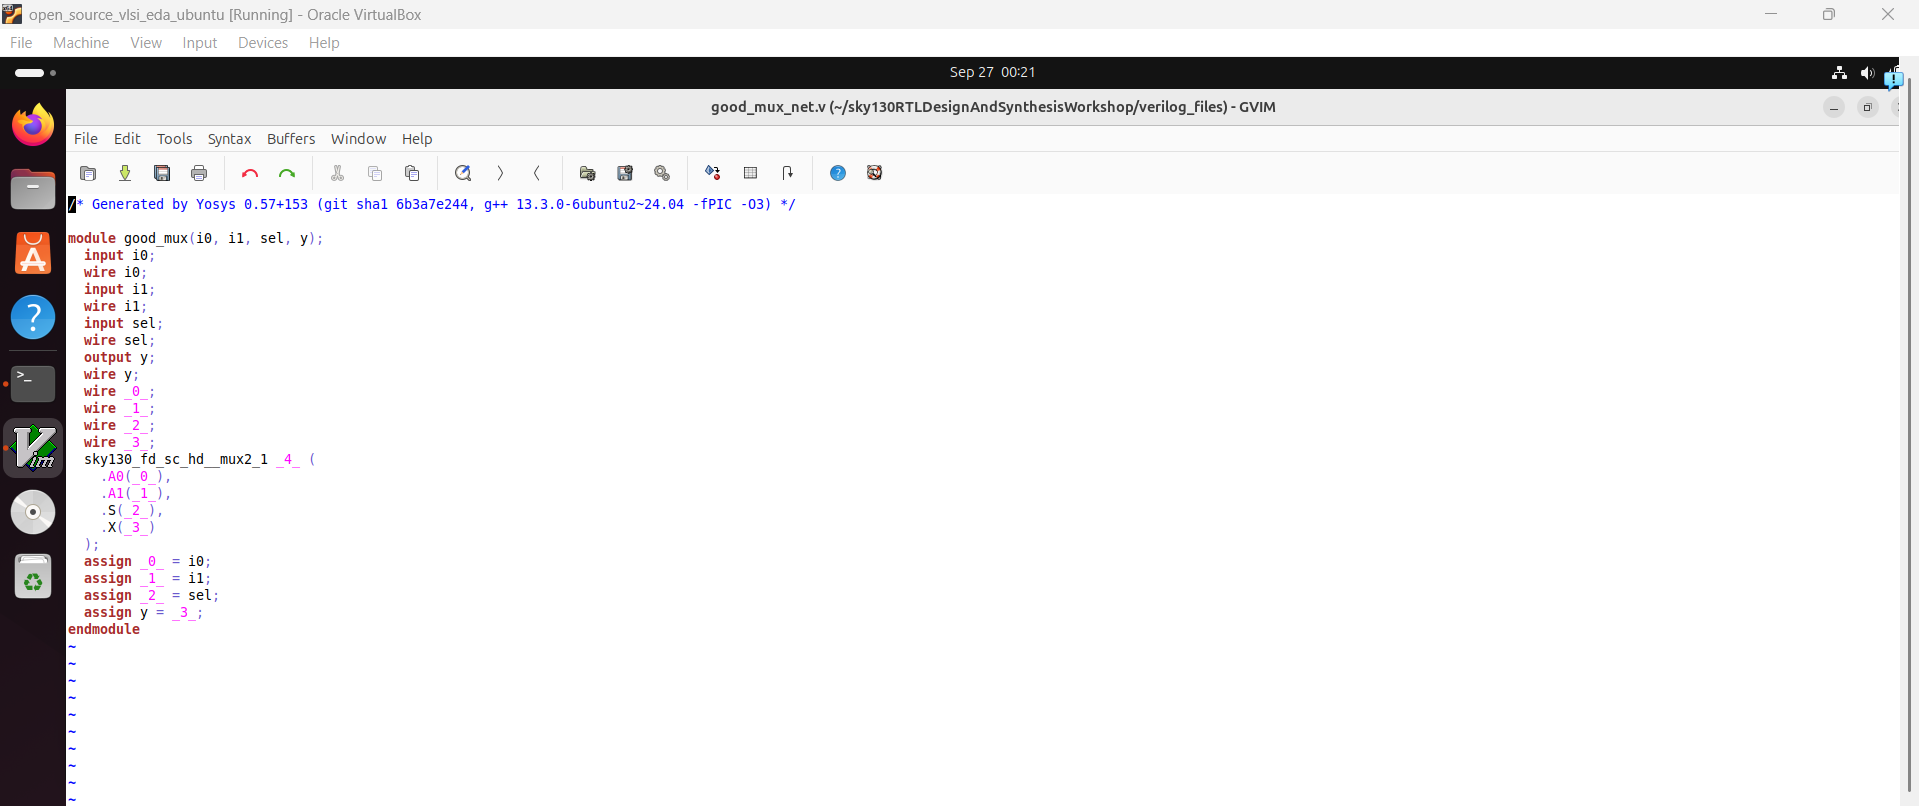 open_source_vlsi_eda_ubuntu [Running] - Oracle VirtualBox
File Machine View Input Devices Help
Sep 27 00:21
good_mux_net.v (~/sky130RTLDesignAndSynthesisWorkshop/verilog_files) - GVIM
File Edit Tools Syntax Buffers Window Help
/* Generated by Yosys 0.57+153 (git sha1 6b3a7e244, g++ 13.3.0-6ubuntu2~24.04 -fPIC -O3) */
module good_mux(i0, i1, sel, y);
input i0;
wire i0;
input i1;
wire i1;
input sel;
wire sel;
output y;
wire y;
wire _0_;
wire _1_;
wire _2_;
wire _3_;
sky130_fd_sc_hd__mux2_1 _4_ (
.A0(_0_),
.A1(_1_),
.S(_2_),
.X(_3_)
);
assign _0_ = i0;
assign _1_ = i1;
assign _2_ = sel;
assign y = _3_;
endmodule
~
~
~
~
~
~
~
~
~
~